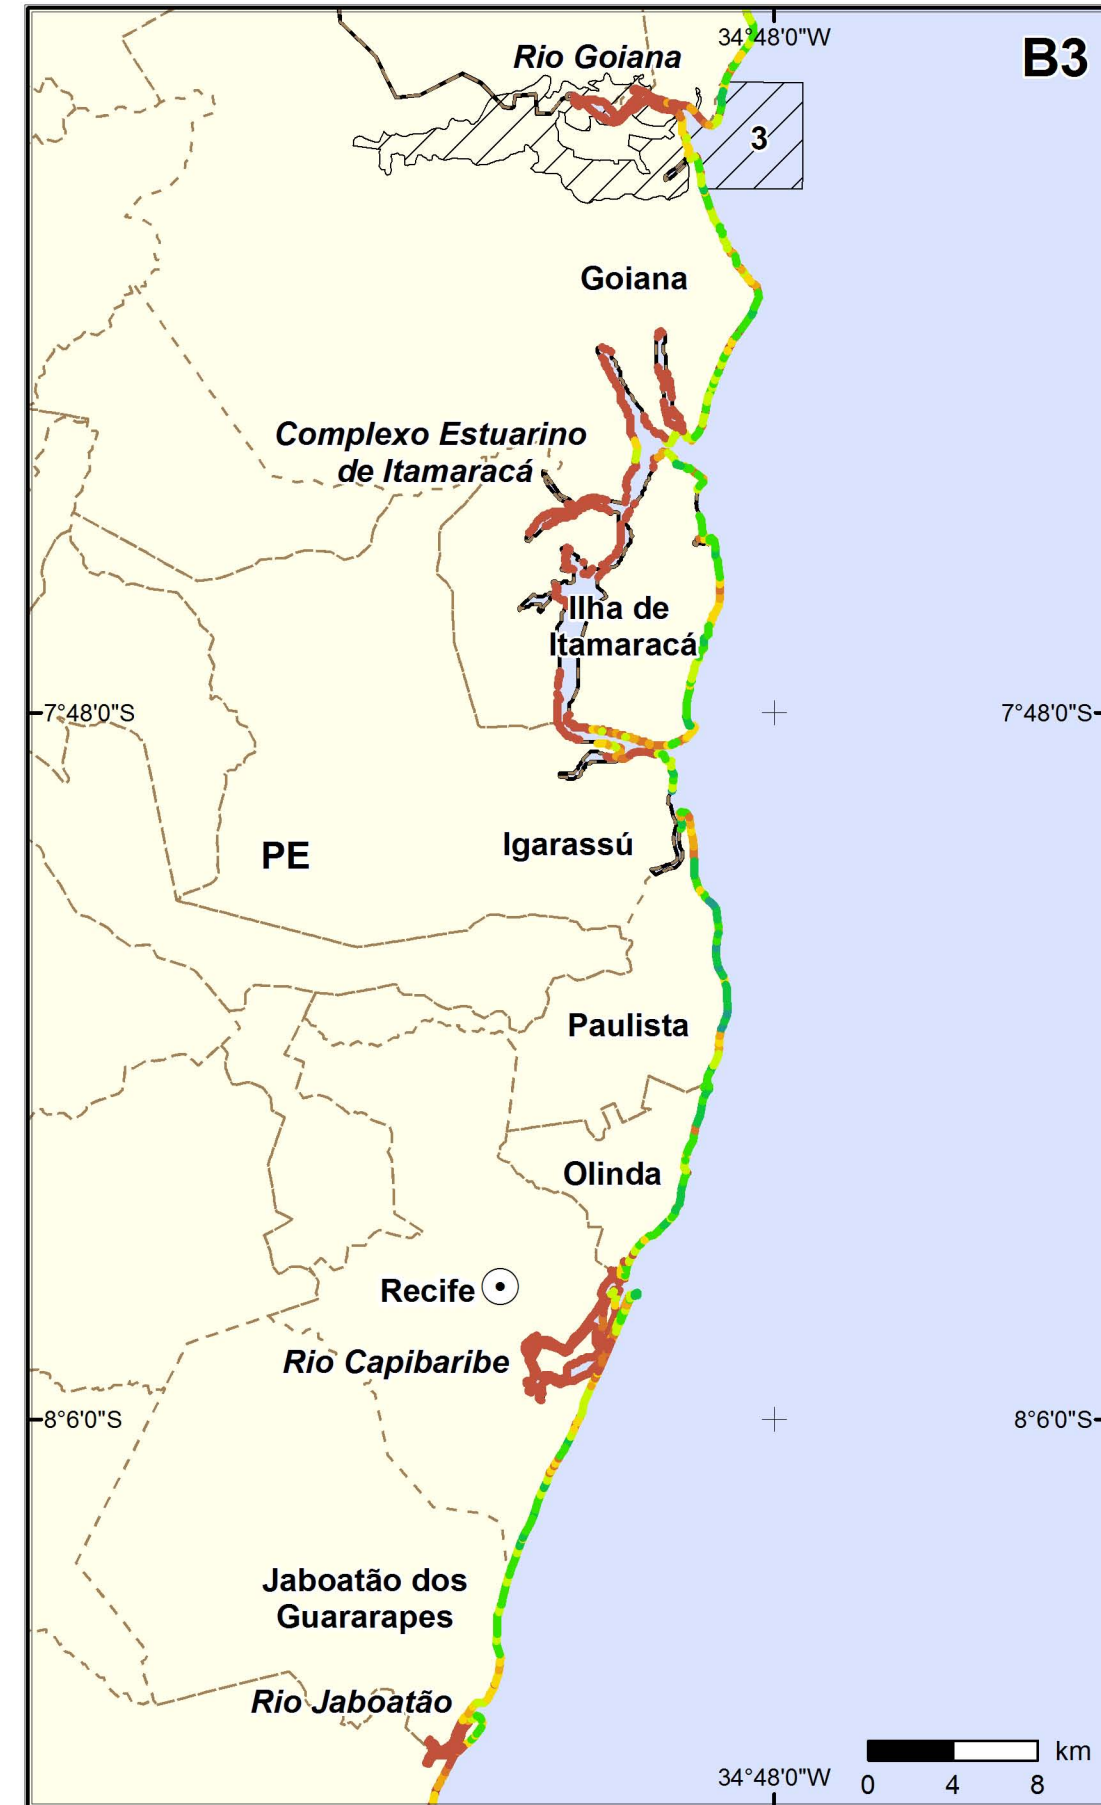 34°48'0"W
B3
Rio Goiana
3
Goiana
Complexo Estuarino
de Itamaracá
Ilha de
Itamaracá
7°48'0"S
7°48'0"S
Igarassú
PE
Paulista
Olinda
Recife
Rio Capibaribe
8°6'0"S
8°6'0"S
Jaboatão dos
Guararapes
Rio Jaboatão
km
34°48'0"W
0 4 8